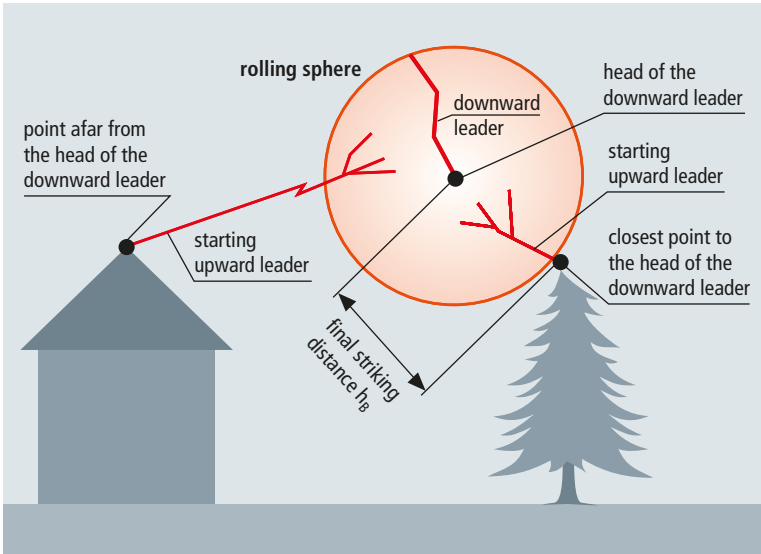 rolling sphere
head of the
downward leader
downward
leader
point afar from
the head of the
downward leader
starting
upward leader
starting
upward leader
closest point to
the head of the
downward leader
final striking
distance hB